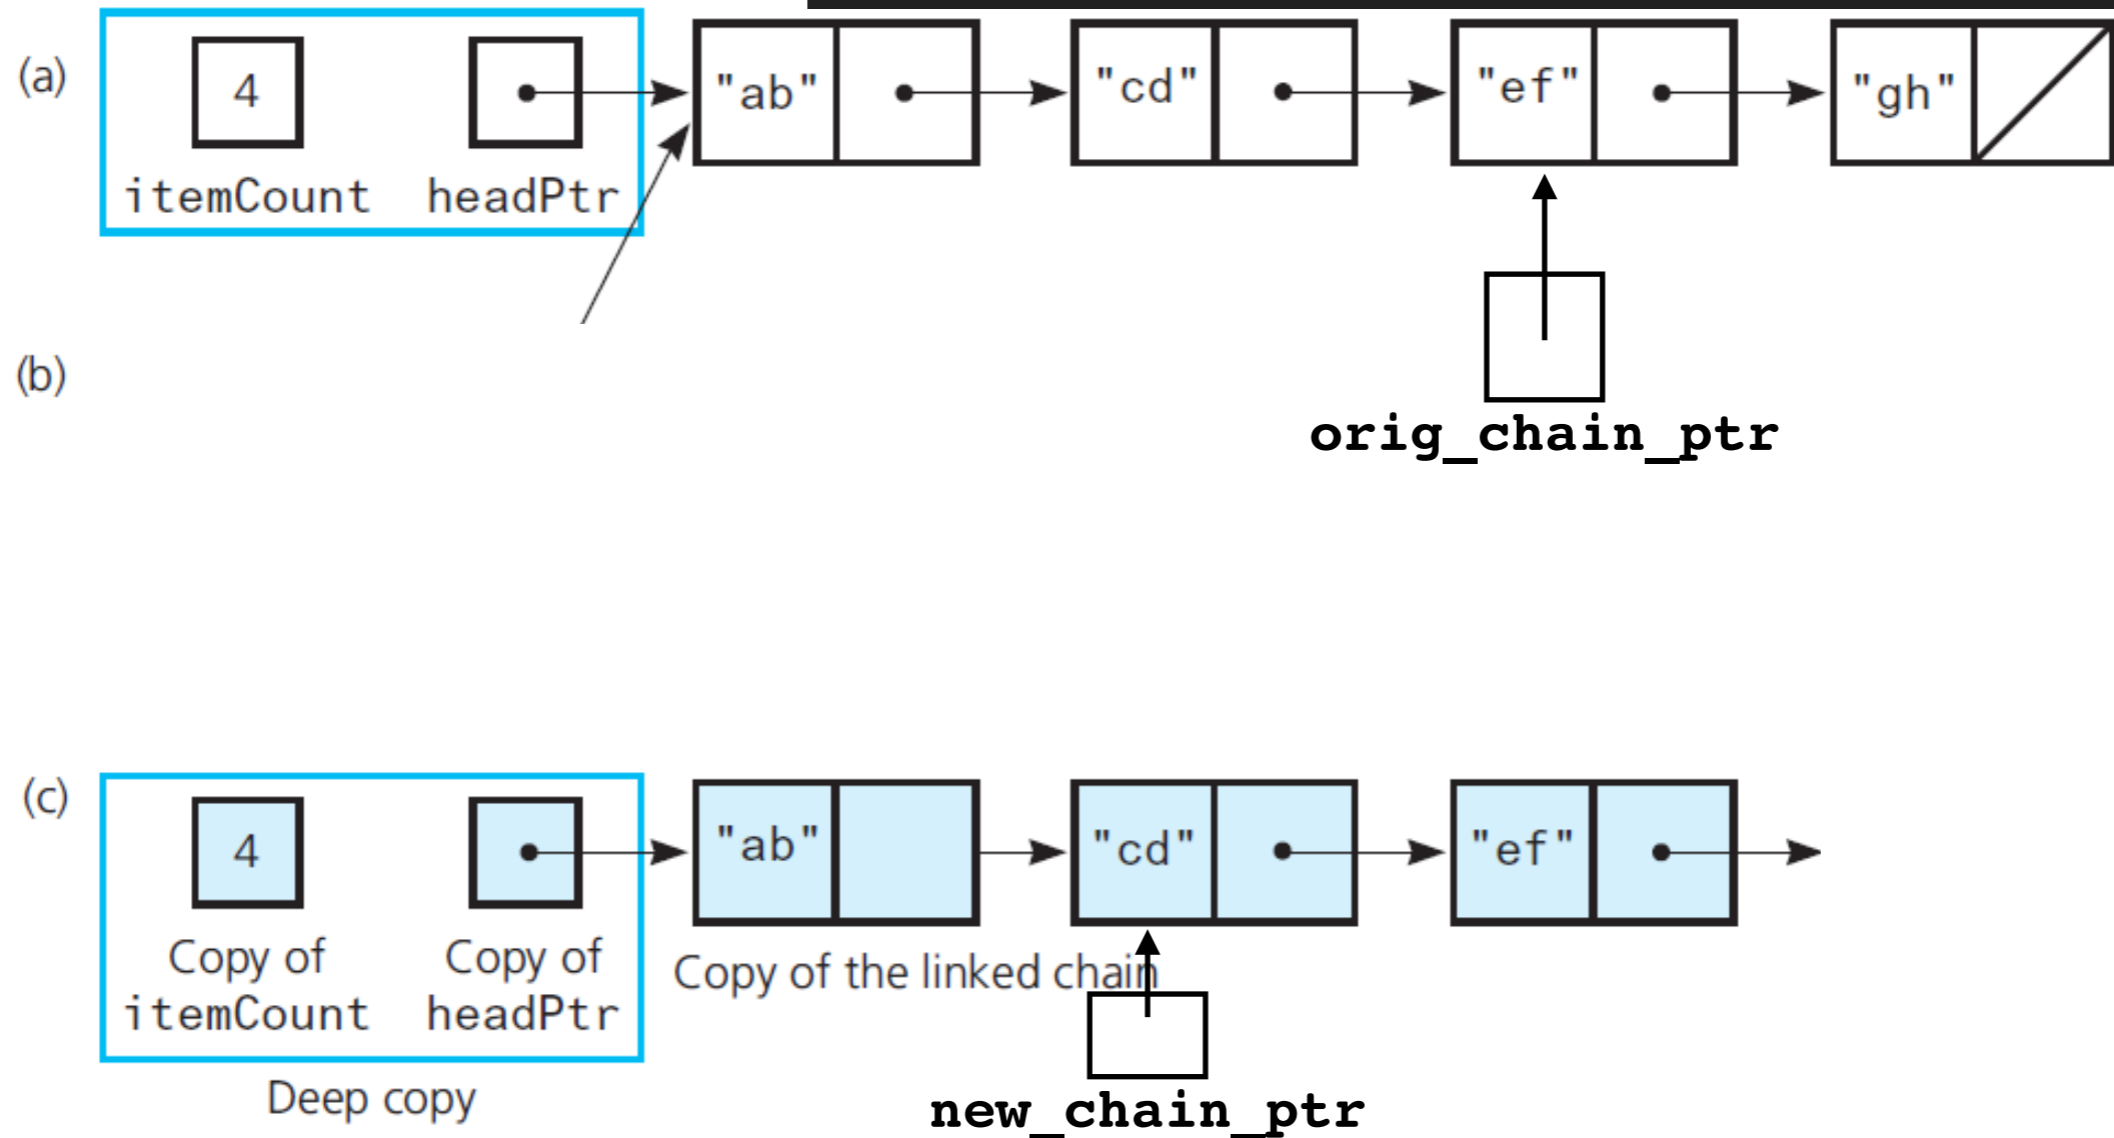 (a)
4
"ab"
"cd"
"ef"
"gh"
itemCount
headPtr
(b)
orig_chain_ptr
(c)
4
"ab"
"cd"
"ef"
Copy of
itemCount
Copy of
headPtr
Copy of the linked chain
Deep copy
new_chain_ptr